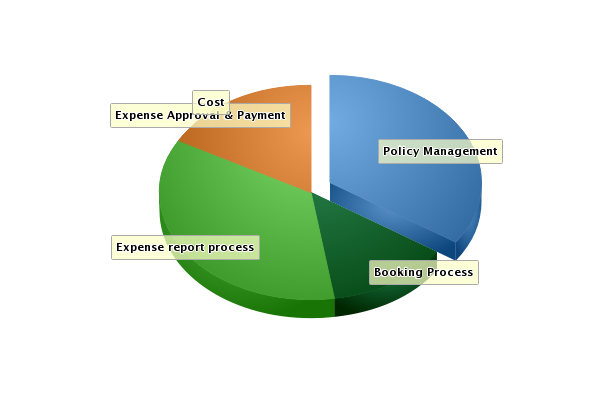 Cost
Expense Approval & Payment
Policy Management
Expense report process
Booking Process